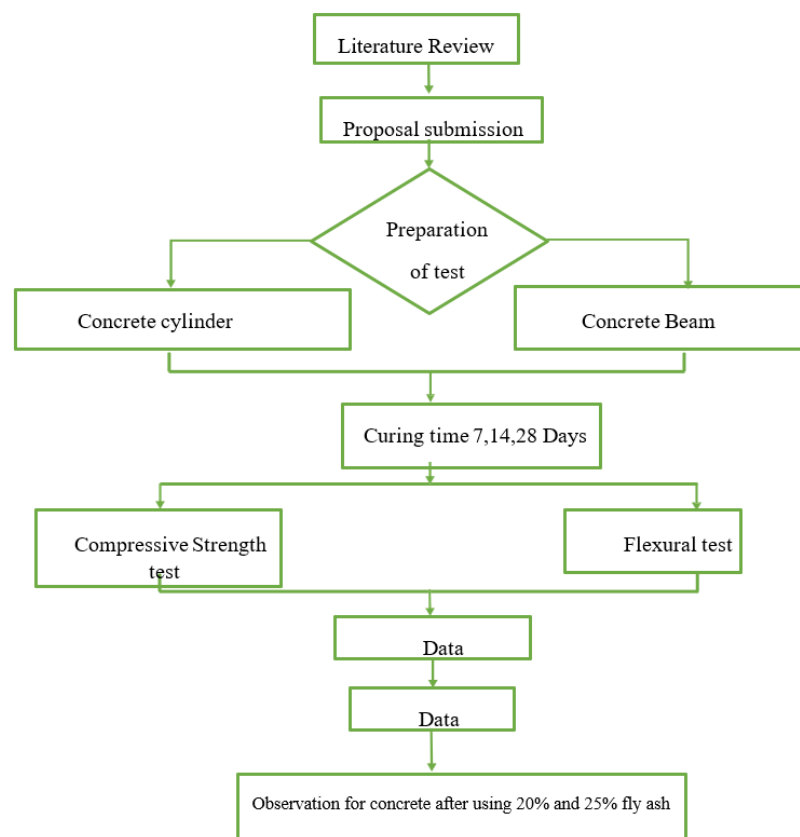 Literature Review
Proposal submission
Preparation
of test
Concrete cylinder
Concrete Beam
Curing time 7,14,28 Days
Compressive Strength
test
Flexural test
Data
Data
Observation for concrete after using 20% and 25% fly ash